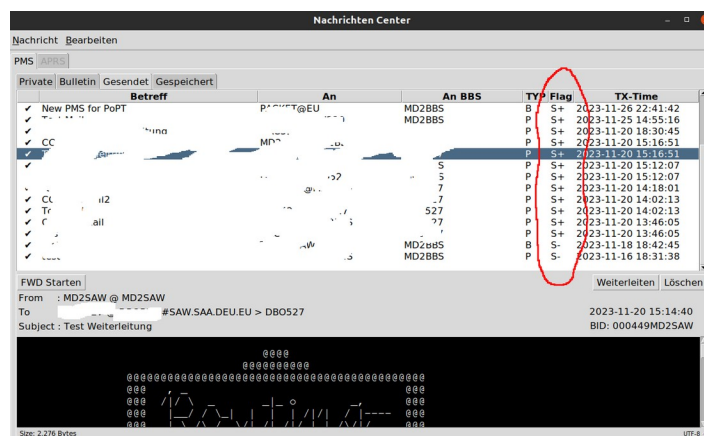 Nachrichten Center
Nachricht Bearbeiten
PMS APRS
Private Bulletin Gesendet Gespeichert
Betreff An An BBS TYP Flag TX-Time
✔ New PMS for PoPT PACKET@EU MD2BBS B S+ 2023-11-26 22:41:42
✔ MD2BBS P S+ 2023-11-25 14:55:16
✔ P S+ 2023-11-20 18:30:45
✔ P S+ 2023-11-20 15:16:51
✔ P S+ 2023-11-20 15:16:51
✔ P S+ 2023-11-20 15:12:07
P S+ 2023-11-20 15:12:07
P S+ 2023-11-20 14:18:01
✔ P S+ 2023-11-20 14:02:13
✔ P S+ 2023-11-20 14:02:13
✔ P S+ 2023-11-20 13:46:05
✔ P S+ 2023-11-20 13:46:05
✔ MD2BBS B S- 2023-11-18 18:42:45
✔ MD2BBS P S- 2023-11-16 18:31:38
FWD Starten Weiterleiten Löschen
From : MD2SAW @ MD2SAW
To #SAW.SAA.DEU.EU > DBO527 2023-11-20 15:14:40
Subject : Test Weiterleitung BID: 000449MD2SAW
Size: 2.276 Bytes UTF-8